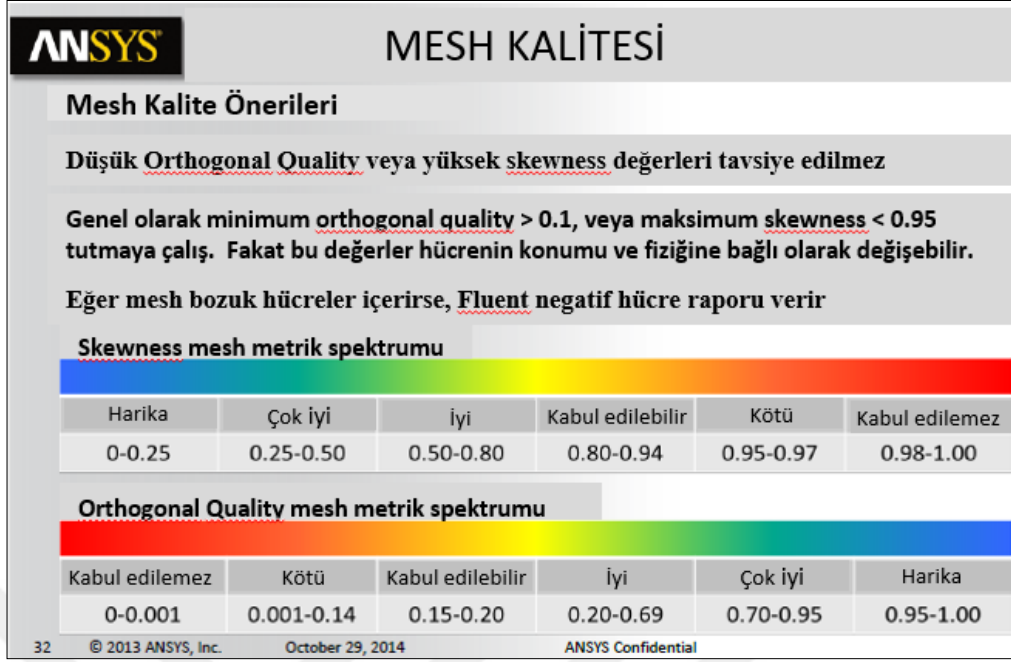 ANSYS
MESH KALİTESİ
Mesh Kalite Önerileri
Düşük Orthogonal Quality veya yüksek skewness değerleri tavsiye edilmez
Genel olarak minimum orthogonal quality > 0.1, veya maksimum skewness < 0.95
tutmaya çalış. Fakat bu değerler hücrenin konumu ve fiziğine bağlı olarak değişebilir.
Eğer mesh bozuk hücreler içerirse, Fluent negatif hücre raporu verir
Skewness mesh metrik spektrumu
Harika Çok iyi İyi Kabul edilebilir Kötü Kabul edilemez
0-0.25 0.25-0.50 0.50-0.80 0.80-0.94 0.95-0.97 0.98-1.00
Orthogonal Quality mesh metrik spektrumu
Kabul edilemez Kötü Kabul edilebilir İyi Çok iyi Harika
0-0.001 0.001-0.14 0.15-0.20 0.20-0.69 0.70-0.95 0.95-1.00
32 © 2013 ANSYS, Inc. October 29, 2014 ANSYS Confidential